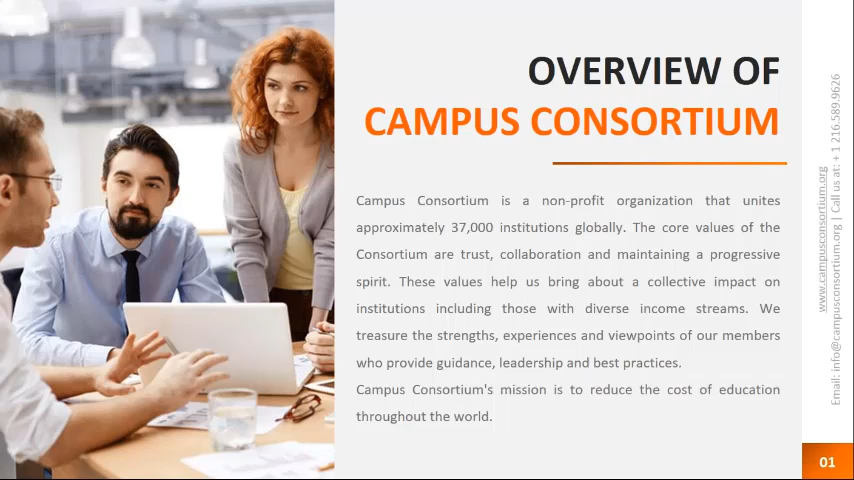 OVERVIEW OF
CAMPUS CONSORTIUM
Campus Consortium is a non-profit organization that unites
approximately 37,000 institutions globally. The core values of the
Consortium are trust, collaboration and maintaining a progressive
spirit. These values help us bring about a collective impact on
institutions including those with diverse income streams. We
treasure the strengths, experiences and viewpoints of our members
who provide guidance, leadership and best practices.
Campus Consortium's mission is to reduce the cost of education
throughout the world.
www.campusconsortium.org
Email: info@campusconsortium.org | Call us at: + 1 216.589.9626
01